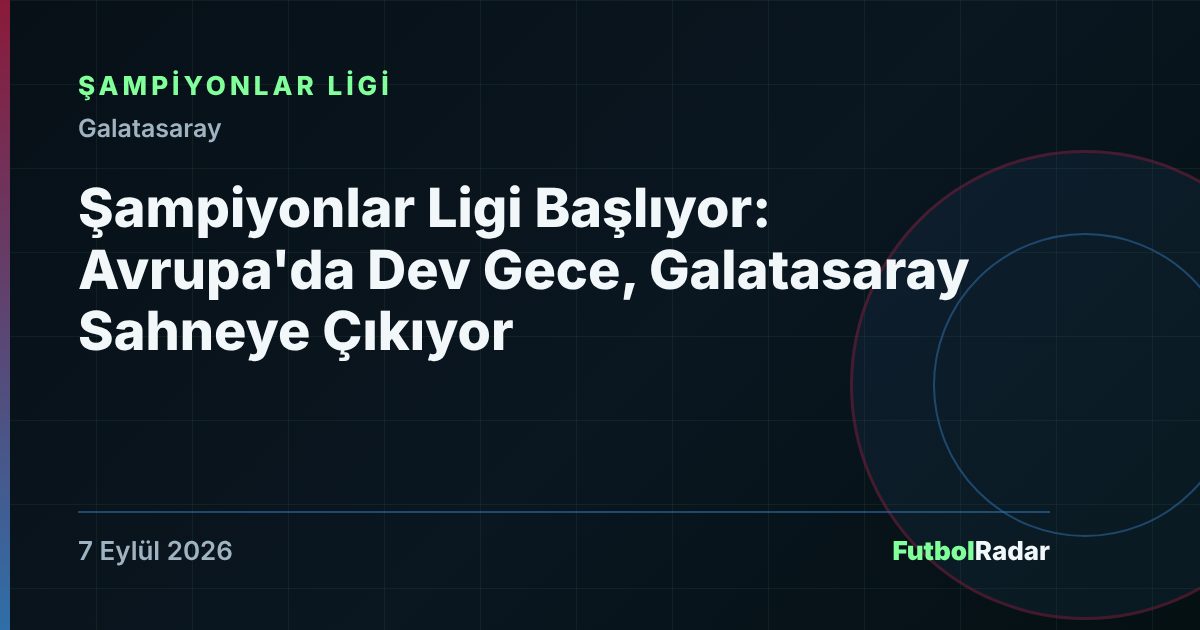 ŞAMPİYONLAR LİGİ
Galatasaray
Şampiyonlar Ligi Başlıyor:
Avrupa'da Dev Gece, Galatasaray
Sahneye Çıkıyor
7 Eylül 2026
FutbolRadar